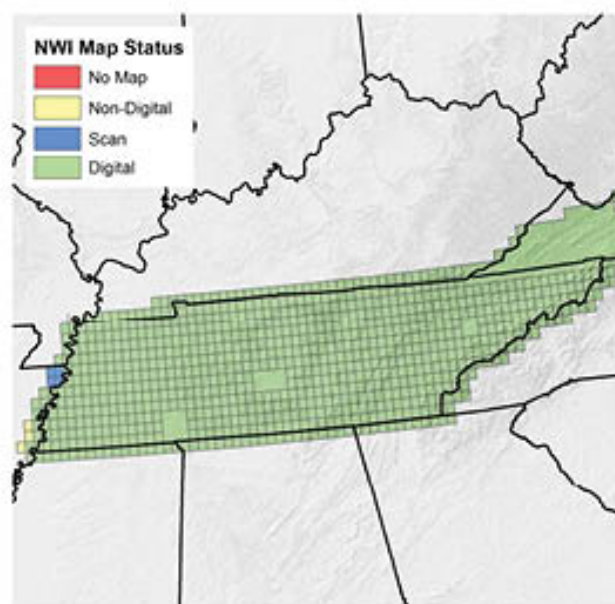 NWI Map Status
No Map
Non-Digital
Scan
Digital